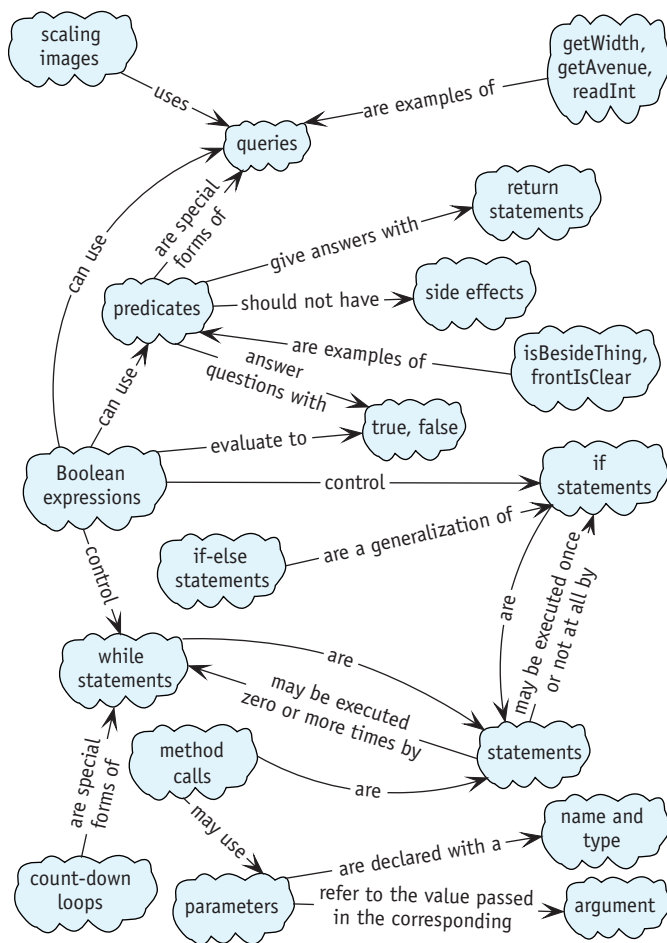 scaling
images
getWidth,
getAvenue,
readInt
uses
are examples of
queries
can use
are special
forms of
return
statements
give answers with
predicates
should not have
side effects
are examples of
isBesideThing,
frontIsClear
answer
questions with
can use
true, false
evaluate to
Boolean
expressions
control
if
statements
if-else
statements
are a generalization of
control
are
may be executed once
or not at all by
while
statements
are
may be executed
zero or more times by
statements
method
calls
are
are special
forms of
may use
name and
type
are declared with a
count-down
loops
parameters
refer to the value passed
in the corresponding
argument